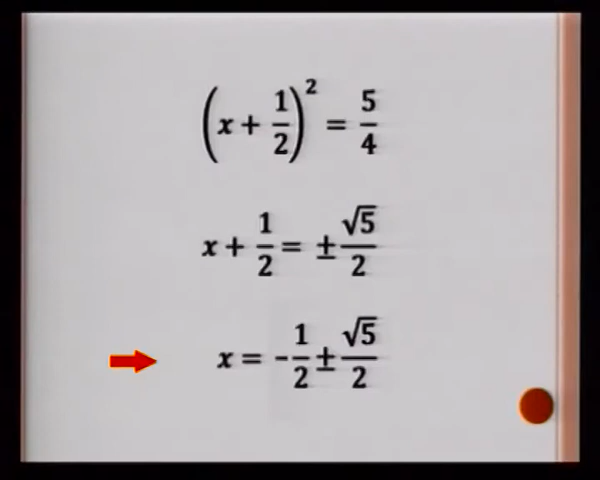 (x + 1/2)² = 5/4
x + 1/2 = ± √5/2
x = - 1/2 ± √5/2